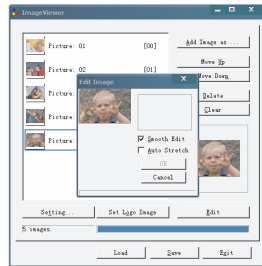 ImageViewer
Picture: 01 [00]
Picture: 02 [01]
Picture:
Picture:
Picture:
Add Image as ...
Move Up
Move Down
Delete
Clear
Edit Image
X
Smooth Edit
Auto Stretch
OK
Cancel
Setting...
Set Logo Image
Edit
5 images.
Load
Save
Exit